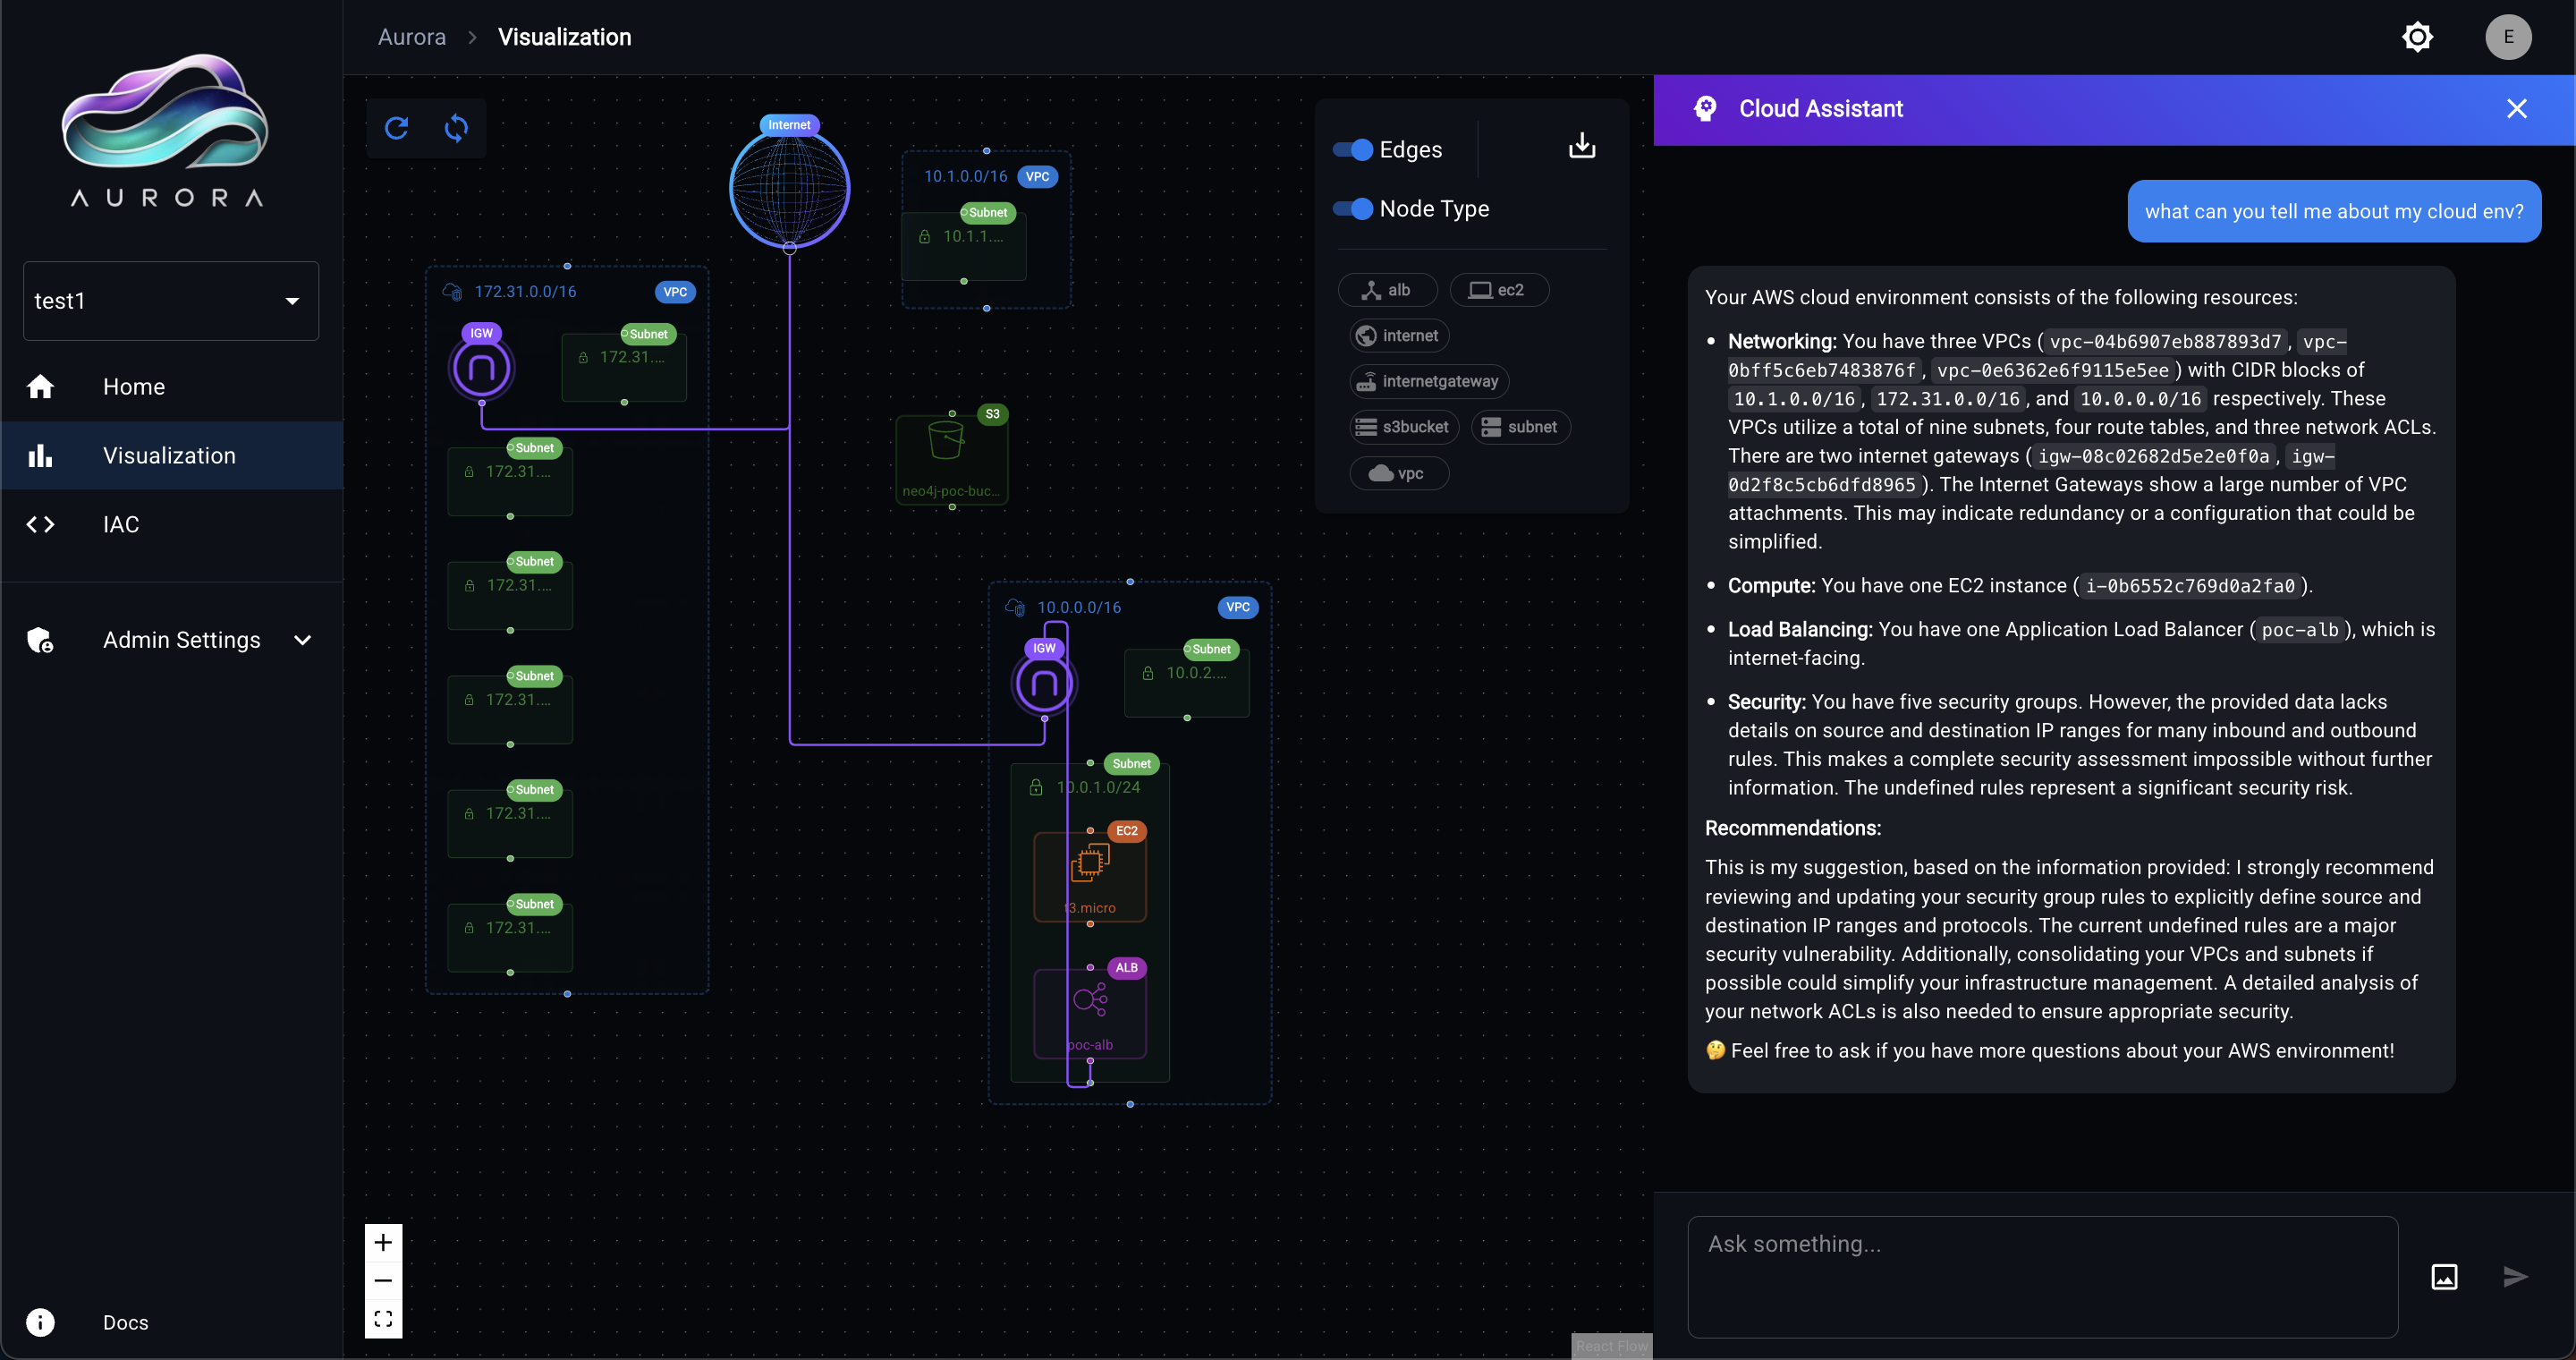 AURORA
test1
Home
Visualization
IAC
Admin Settings
Docs
Aurora > Visualization
E
Internet
10.1.0.0/16 VPC
Subnet
10.1.1....
172.31.0.0/16 VPC
IGW
Subnet
172.31....
Subnet
172.31....
Subnet
172.31....
Subnet
172.31....
Subnet
172.31....
Subnet
172.31....
S3
neo4j-poc-buc...
10.0.0.0/16 VPC
IGW
Subnet
10.0.2....
Subnet
10.0.1.0/24
EC2
t3.micro
ALB
poc-alb
Edges
Node Type
alb
ec2
internet
internetgateway
s3bucket
subnet
vpc
React Flow
Cloud Assistant
what can you tell me about my cloud env?
Your AWS cloud environment consists of the following resources:
• Networking: You have three VPCs ( vpc-04b6907eb887893d7 , vpc-
0bff5c6eb7483876f , vpc-0e6362e6f9115e5ee ) with CIDR blocks of
10.1.0.0/16 , 172.31.0.0/16 , and 10.0.0.0/16 respectively. These
VPCs utilize a total of nine subnets, four route tables, and three network ACLs.
There are two internet gateways ( igw-08c02682d5e2e0f0a , igw-
0d2f8c5cb6dfd8965 ). The Internet Gateways show a large number of VPC
attachments. This may indicate redundancy or a configuration that could be
simplified.
• Compute: You have one EC2 instance ( i-0b6552c769d0a2fa0 ).
• Load Balancing: You have one Application Load Balancer ( poc-alb ), which is
internet-facing.
• Security: You have five security groups. However, the provided data lacks
details on source and destination IP ranges for many inbound and outbound
rules. This makes a complete security assessment impossible without further
information. The undefined rules represent a significant security risk.
Recommendations:
This is my suggestion, based on the information provided: I strongly recommend
reviewing and updating your security group rules to explicitly define source and
destination IP ranges and protocols. The current undefined rules are a major
security vulnerability. Additionally, consolidating your VPCs and subnets if
possible could simplify your infrastructure management. A detailed analysis of
your network ACLs is also needed to ensure appropriate security.
🤔 Feel free to ask if you have more questions about your AWS environment!
Ask something...